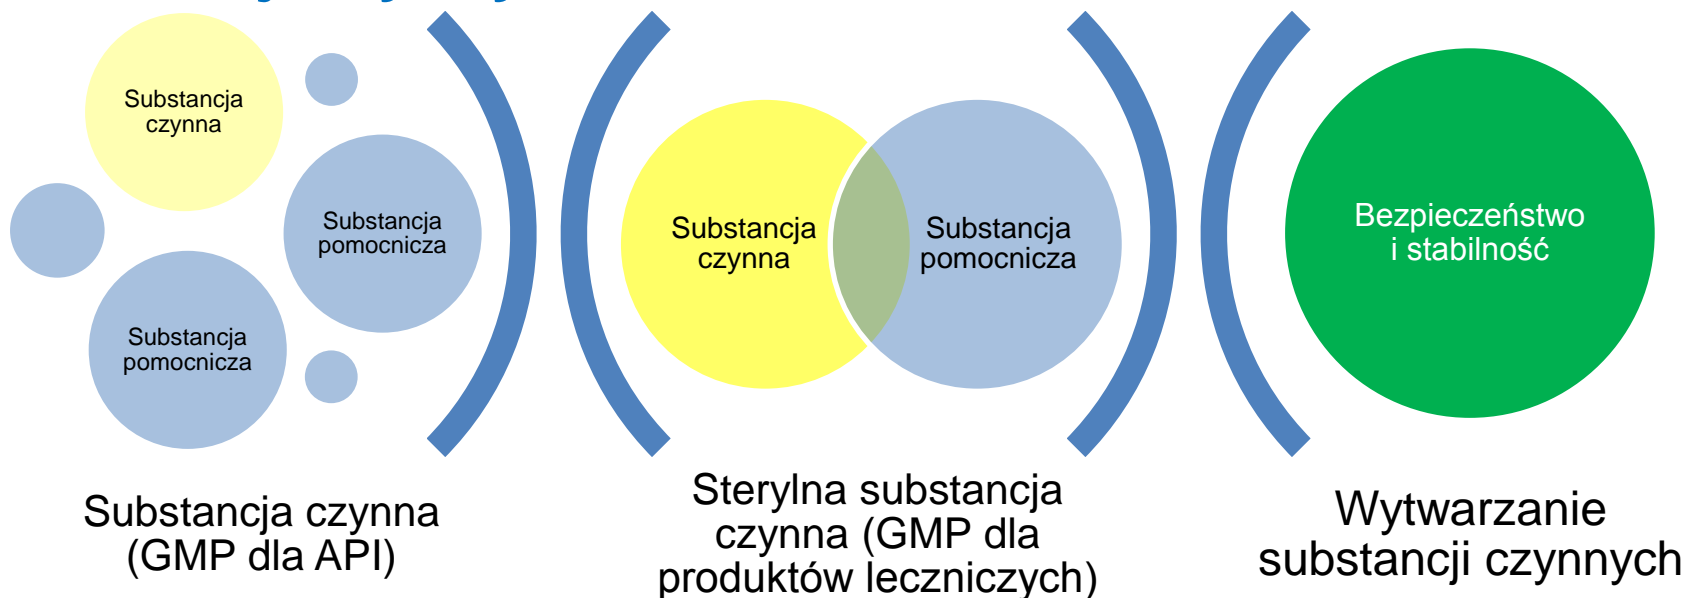 Substancja
czynna
Substancja
pomocnicza
Substancja
pomocnicza
Substancja czynna
(GMP dla API)
Substancja
czynna
Substancja
pomocnicza
Sterylna substancja
czynna (GMP dla
produktów leczniczych)
Bezpieczeństwo
i stabilność
Wytwarzanie
substancji czynnych